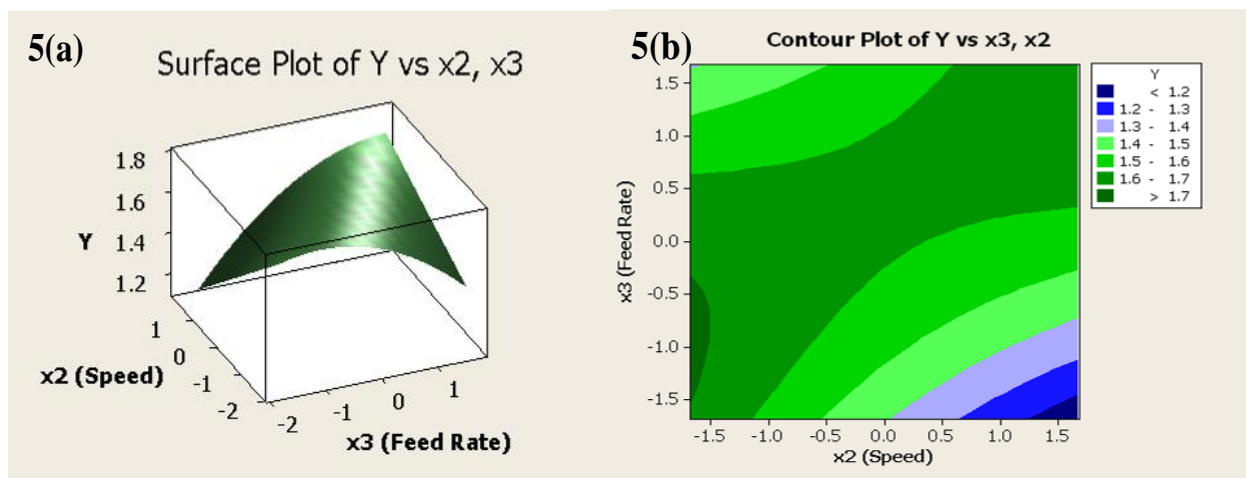 5(a)
Surface Plot of Y vs x2, x3
1.8
1.6
Y
1.4
1.2
1
0
x2 (Speed)
-1
-2
-2
-1
0
1
x3 (Feed Rate)
5(b)
Contour Plot of Y vs x3, x2
1.5
1.0
0.5
0.0
-0.5
-1.0
-1.5
x3 (Feed Rate)
-1.5 -1.0 -0.5 0.0 0.5 1.0 1.5
x2 (Speed)
Y
< 1.2
1.2 - 1.3
1.3 - 1.4
1.4 - 1.5
1.5 - 1.6
1.6 - 1.7
> 1.7